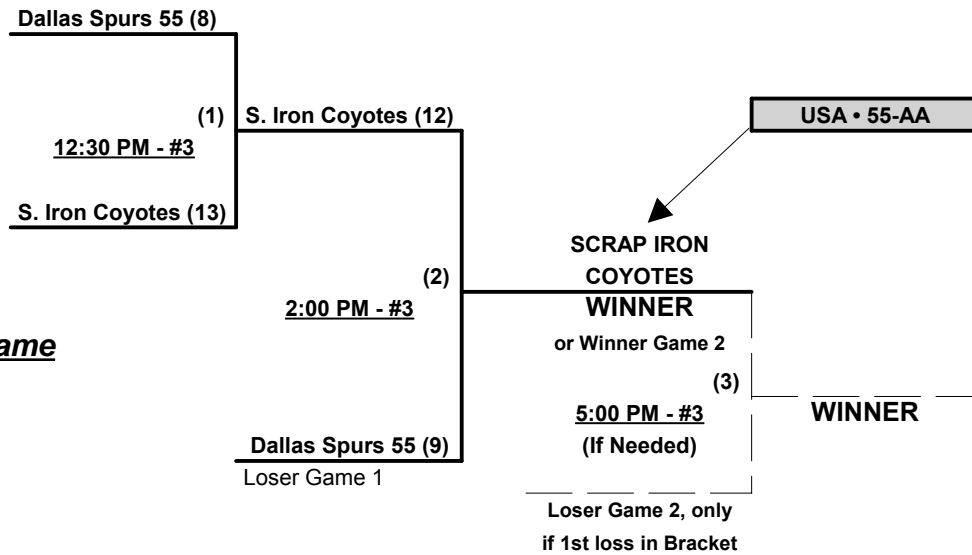 Dallas Spurs 55 (8)
(1) S. Iron Coyotes (12)
USA • 55-AA
12:30 PM - #3
S. Iron Coyotes (13)
SCRAP IRON
COYOTES
(2)
WINNER
2:00 PM - #3
or Winner Game 2
ame
(3)
5:00 PM - #3
WINNER
(If Needed)
Dallas Spurs 55 (9)
Loser Game 1
Loser Game 2, only
if 1st loss in Bracket